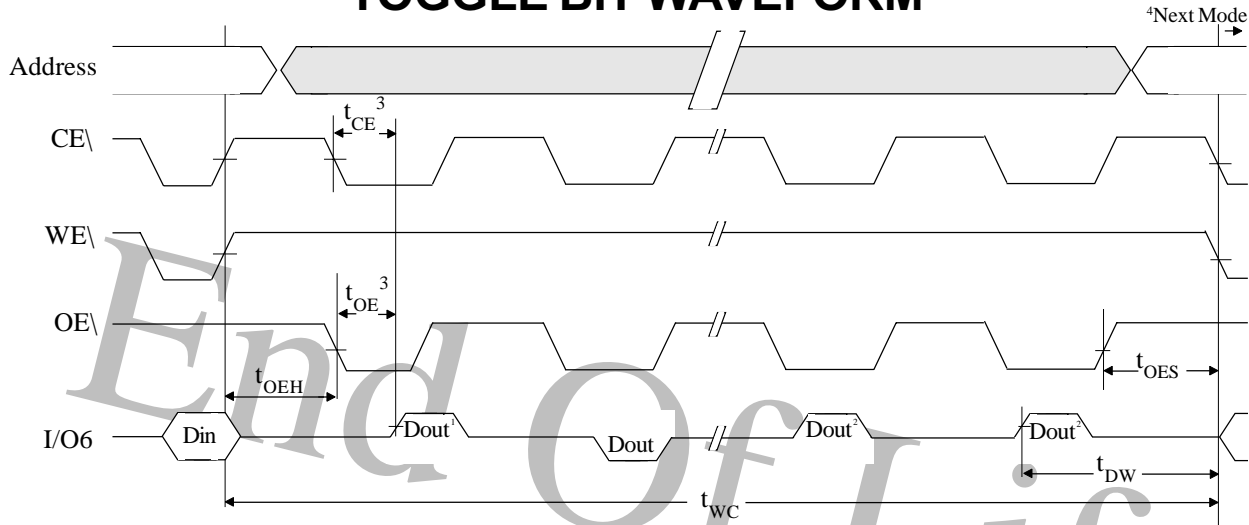 TOGGLE BIT WAVEFORM
⁴Next Mode
Address
tCE³
CE\
WE\
tOE³
OE\
tOEH
tOES
I/O6
Din
Dout¹
Dout
Dout²
Dout²
tDW
tWC
End Of Lif